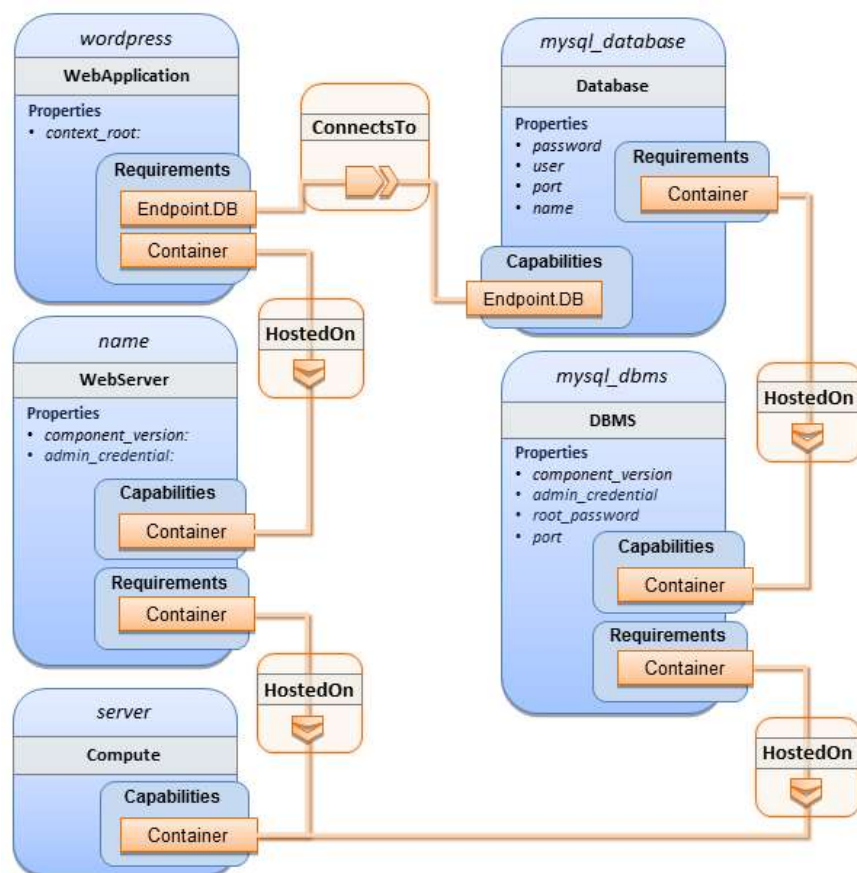 wordpress
WebApplication
Properties
• context_root:
Requirements
Endpoint.DB
Container
ConnectsTo
mysql_database
Database
Properties
• password
• user
• port
• name
Requirements
Container
Capabilities
Endpoint.DB
HostedOn
name
WebServer
Properties
• component_version:
• admin_credential:
Capabilities
Container
Requirements
Container
HostedOn
mysql_dbms
DBMS
Properties
• component_version
• admin_credential
• root_password
• port
Capabilities
Container
Requirements
Container
HostedOn
server
Compute
Capabilities
Container
HostedOn